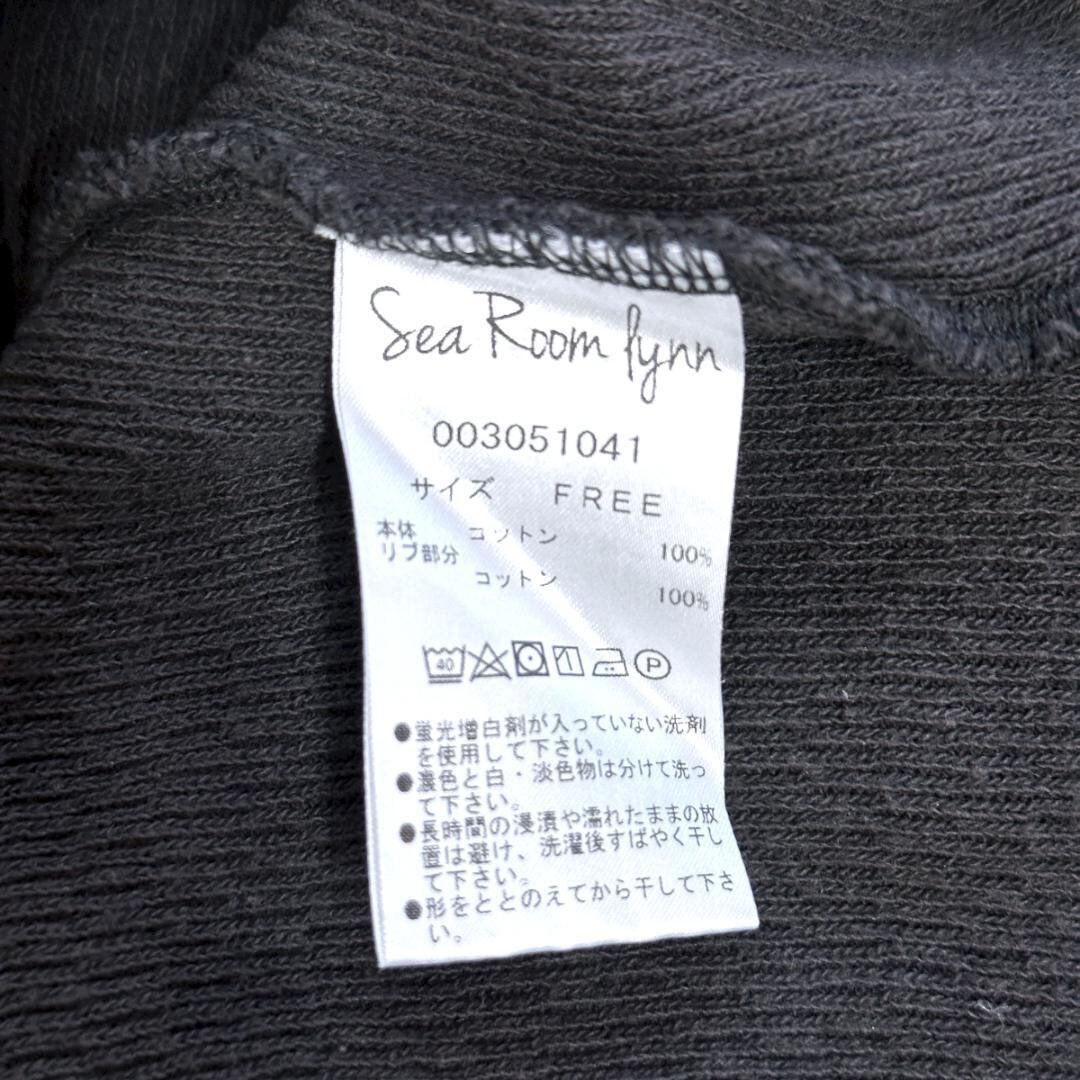 Sea Room lynn
003051041
サイズ FREE
本体 コットン 100%
リブ部分
コットン 100%
40 P
●蛍光増白剤が入っていない洗剤
を使用して下さい。
●濃色と白・淡色物は分けて洗っ
て下さい。
●長時間の浸漬や濡れたままの放
置は避け、洗濯後すばやく干し
て下さい。
●形をととのえてから干して下さ
い。